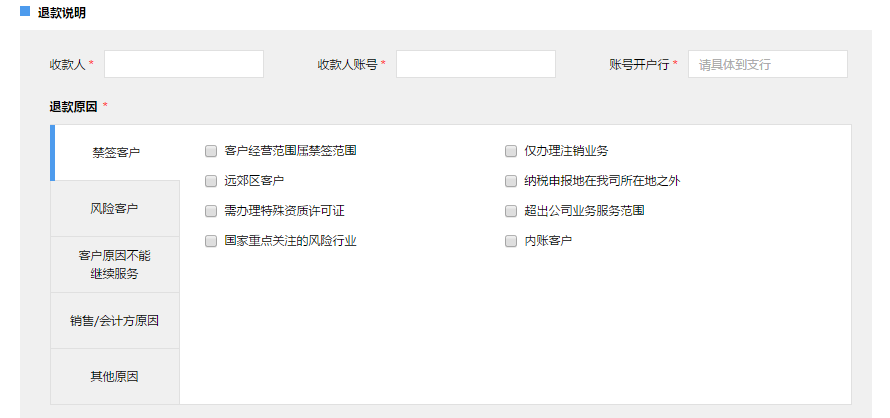 退款说明
收款人 * 收款人账号 * 账号开户行 * 请具体到支行
退款原因 *
禁签客户
客户经营范围属禁签范围 仅办理注销业务
远郊区客户 纳税申报地在我司所在地之外
风险客户
需办理特殊资质许可证 超出公司业务服务范围
国家重点关注的风险行业 内账客户
客户原因不能
继续服务
销售/会计方原因
其他原因